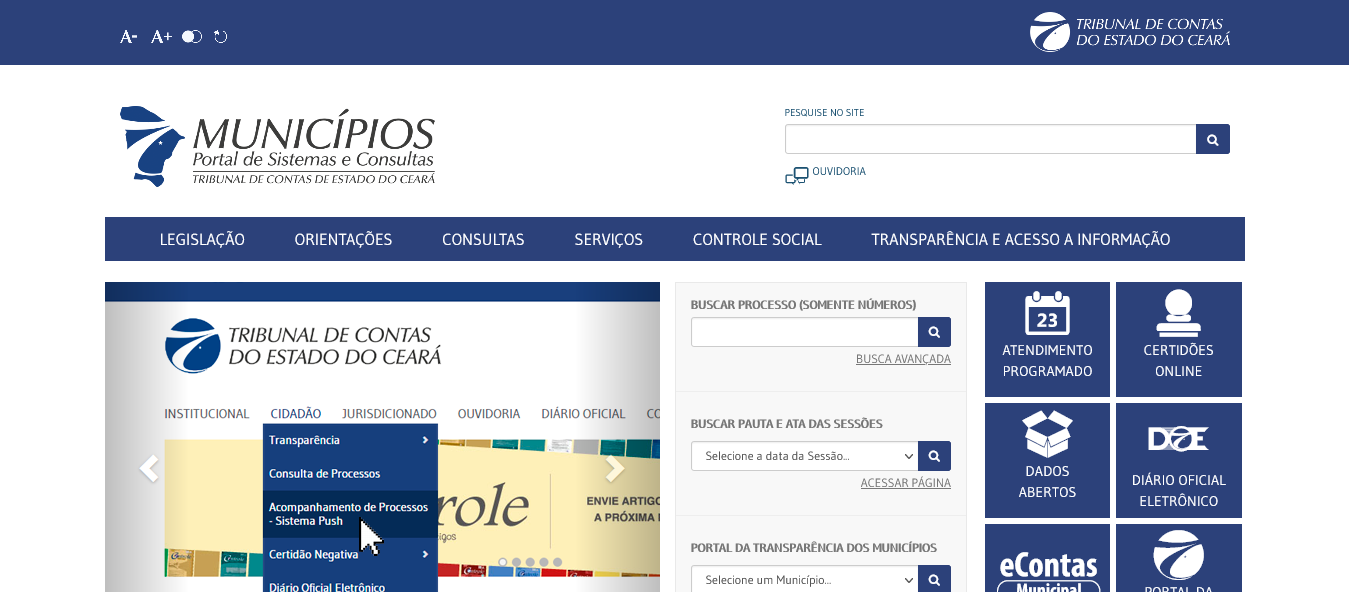 A- A+
TRIBUNAL DE CONTAS
DO ESTADO DO CEARÁ
MUNICÍPIOS
Portal de Sistemas e Consultas
TRIBUNAL DE CONTAS DE ESTADO DO CEARÁ
PESQUISE NO SITE
OUVIDORIA
LEGISLAÇÃO ORIENTAÇÕES CONSULTAS SERVIÇOS CONTROLE SOCIAL TRANSPARÊNCIA E ACESSO A INFORMAÇÃO
TRIBUNAL DE CONTAS
DO ESTADO DO CEARÁ
INSTITUCIONAL CIDADÃO JURISDICIONADO OUVIDORIA DIÁRIO OFICIAL CO
Transparência
Consulta de Processos
Acompanhamento de Processos
- Sistema Push
Certidão Negativa
Diário Oficial Eletrônico
role
igos
ENVIE ARTIGO
A PRÓXIMA
BUSCAR PROCESSO (SOMENTE NÚMEROS)
BUSCA AVANÇADA
BUSCAR PAUTA E ATA DAS SESSÕES
Selecione a data da Sessão...
ACESSAR PÁGINA
PORTAL DA TRANSPARÊNCIA DOS MUNICÍPIOS
Selecione um Município...
23
ATENDIMENTO
PROGRAMADO
CERTIDÕES
ONLINE
DADOS
ABERTOS
DOE
DIÁRIO OFICIAL
ELETRÔNICO
eContas
Municipal
PORTAL DA